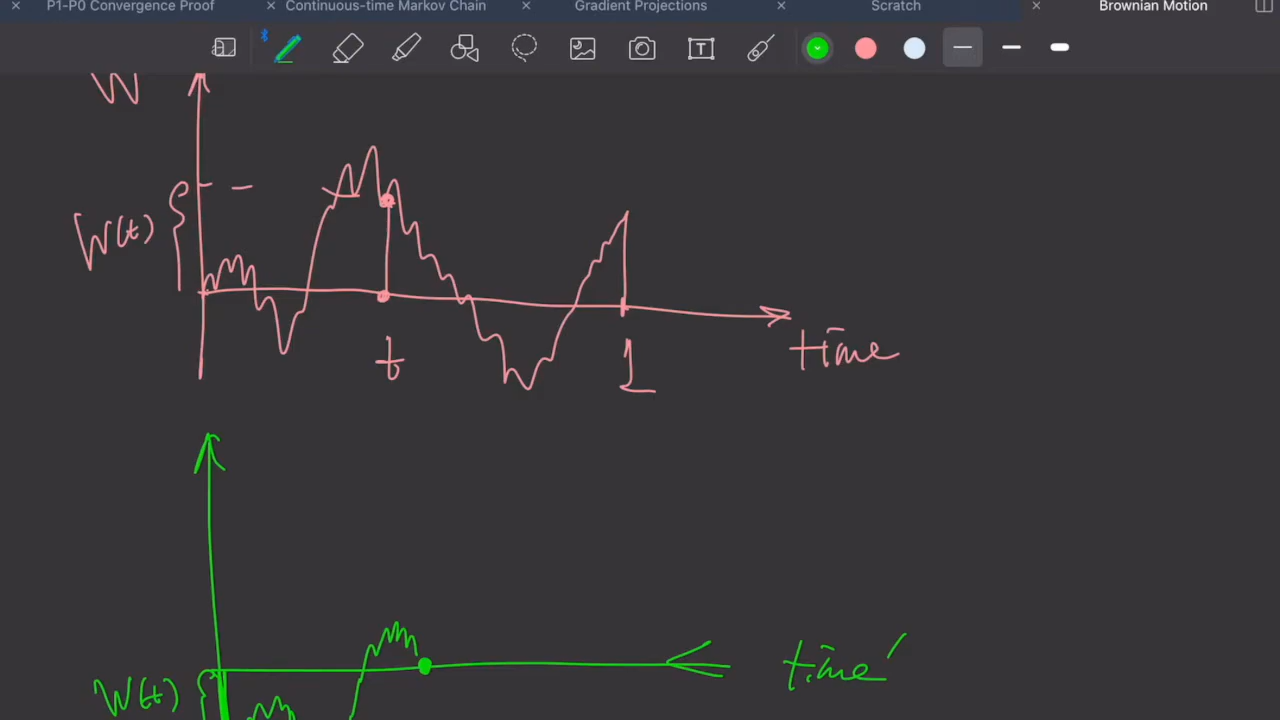 P1-P0 Convergence Proof Continuous-time Markov Chain Gradient Projections Scratch Brownian Motion
T
W
W(t)
t
1
time
time'
W(t)